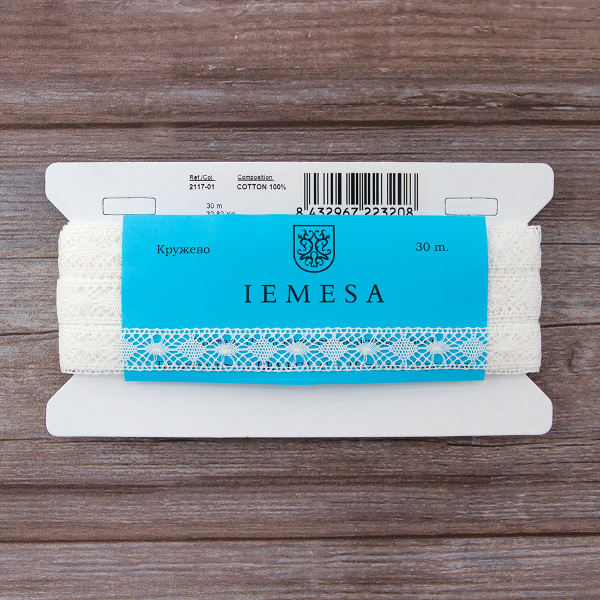 Ref./Col. Composition
2117-01 COTTON 100%
30 m
8 432967 223208
Кружево 30 m.
IEMESA